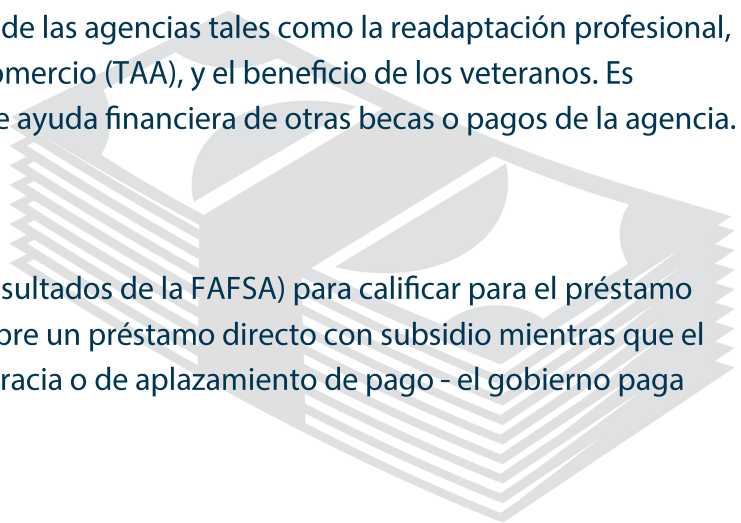 de las agencias tales como la readaptación profesional,
omercio (TAA), y el beneficio de los veteranos. Es
e ayuda financiera de otras becas o pagos de la agencia.
sultados de la FAFSA) para calificar para el préstamo
bre un préstamo directo con subsidio mientras que el
racia o de aplazamiento de pago - el gobierno paga